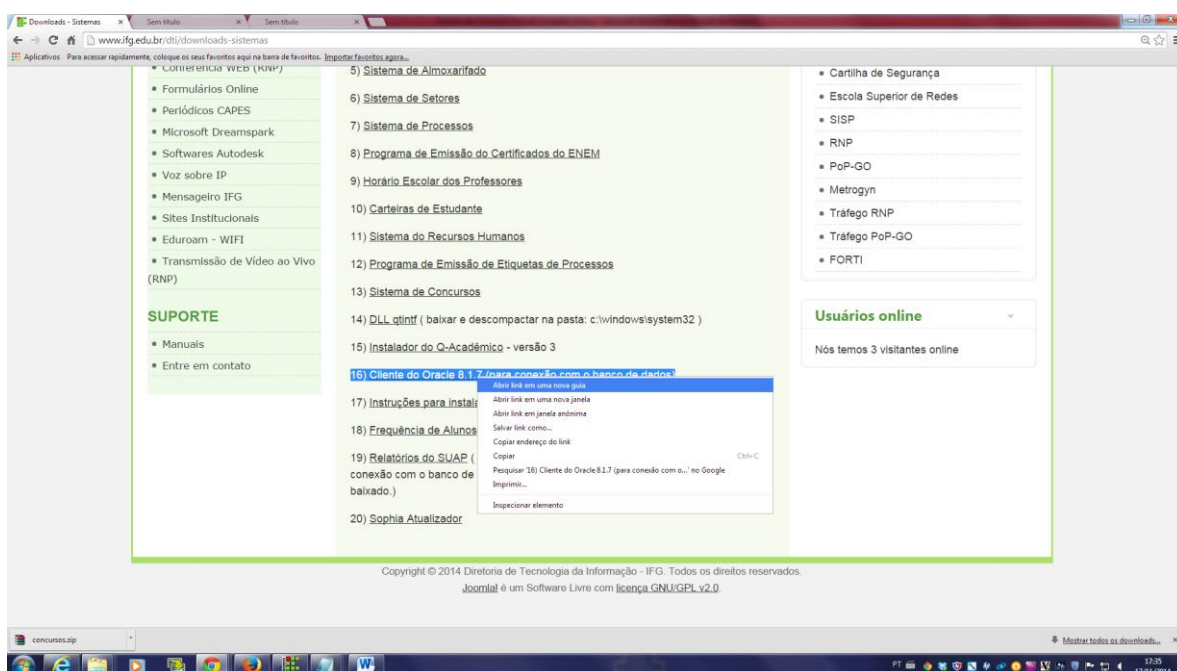 Downloads - Sistemas
Sem título
Sem título
www.ifg.edu.br/dti/downloads-sistemas
Aplicativos Para acessar rapidamente, coloque os seus favoritos aqui na barra de favoritos. Importar favoritos agora...
• Conferência WEB (RNP)
• Formulários Online
• Periódicos CAPES
• Microsoft Dreamspark
• Softwares Autodesk
• Voz sobre IP
• Mensageiro IFG
• Sites Institucionais
• Eduroam - WIFI
• Transmissão de Vídeo ao Vivo
(RNP)
SUPORTE
• Manuais
• Entre em contato
5) Sistema de Almoxarifado
6) Sistema de Setores
7) Sistema de Processos
8) Programa de Emissão do Certificados do ENEM
9) Horário Escolar dos Professores
10) Carteiras de Estudante
11) Sistema do Recursos Humanos
12) Programa de Emissão de Etiquetas de Processos
13) Sistema de Concursos
14) DLL qtintf ( baixar e descompactar na pasta: c:\windows\system32 )
15) Instalador do Q-Acadêmico - versão 3
16) Cliente do Oracle 8.1.7 (para conexão com o banco de dados)
17) Instruções para
18) Frequência de Alunos
19) Relatórios do SUAP (
conexão com o banco de
baixado.)
20) Sophia Atualizador
Abrir link em uma nova guia
Abrir link em uma nova janela
Abrir link em janela anônima
Salvar link como...
Copiar endereço do link
Copiar Ctrl+C
Pesquisar '16) Cliente do Oracle 8.1.7 (para conexão com o...' no Google
Imprimir...
Inspecionar elemento
• Cartilha de Segurança
• Escola Superior de Redes
• SISP
• RNP
• PoP-GO
• Metrogyn
• Tráfego RNP
• Tráfego PoP-GO
• FORTI
Usuários online
Nós temos 3 visitantes online
Copyright © 2014 Diretoria de Tecnologia da Informação - IFG. Todos os direitos reservados.
Joomla! é um Software Livre com licença GNU/GPL v2.0.
concursos.zip
Mostrar todos os downloads...
PT
17:35